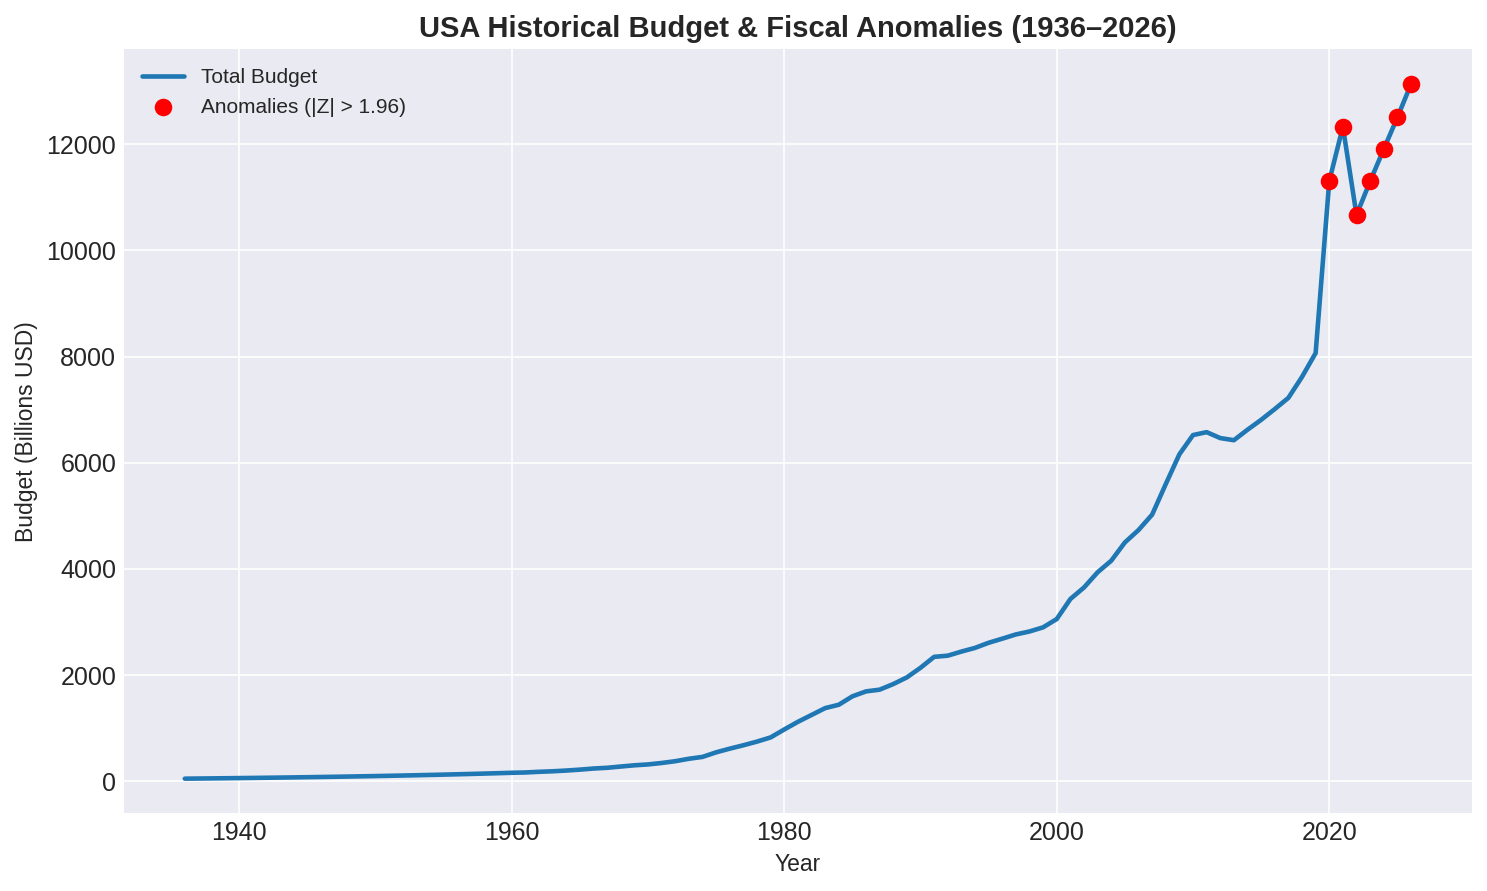 USA Historical Budget & Fiscal Anomalies (1936–2026)
Total Budget
Anomalies (|Z| > 1.96)
Budget (Billions USD)
12000
10000
8000
6000
4000
2000
0
1940 1960 1980 2000 2020
Year